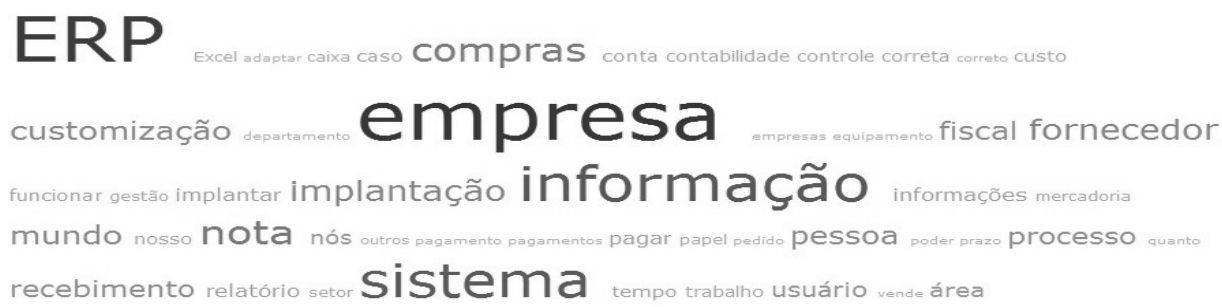 ERP Excel adaptar caixa caso compras conta contabilidade controle correta correto custo
customização departamento empresa empresas equipamento fiscal fornecedor
funcionar gestão implantar implantação informação informações mercadoria
mundo nosso nota nós outros pagamento pagamentos pagar papel pedido pessoa poder prazo processo quanto
recebimento relatório setor sistema tempo trabalho usuário vende área